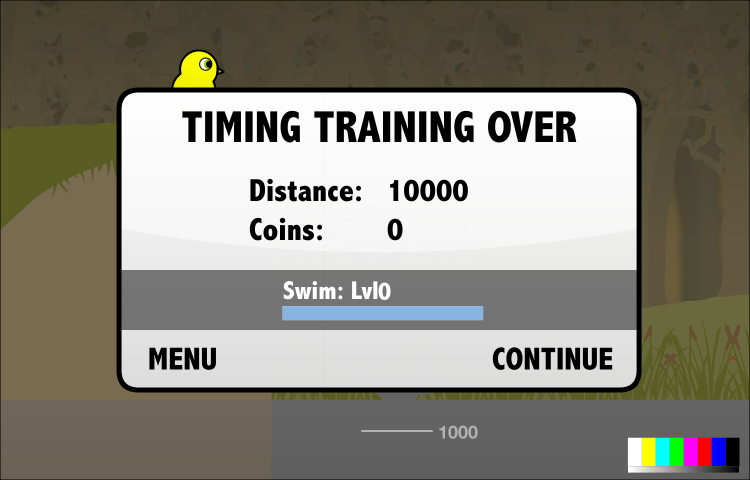 TIMING TRAINING OVER
Distance: 10000
Coins: 0
Swim: Lvl0
MENU CONTINUE
1000